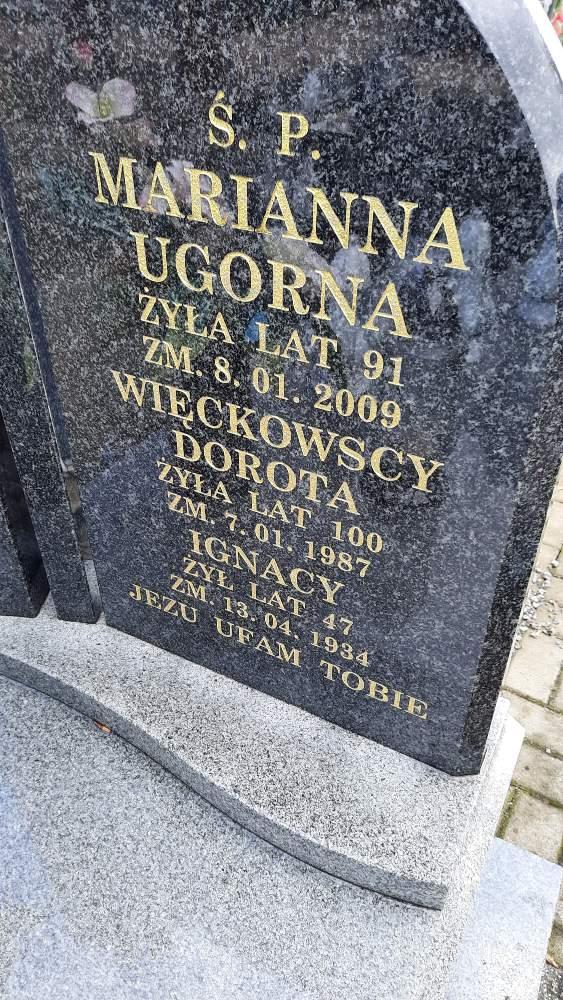 Ś. P.
MARIANNA
UGORNA
ŻYŁA LAT 91
ZM. 8. 01. 2009
WIĘCKOWSCY
DOROTA
ŻYŁA LAT 100
ZM. 7. 01. 1987
IGNACY
ŻYŁ LAT 47
ZM. 13. 04. 1934
JEZU UFAM TOBIE